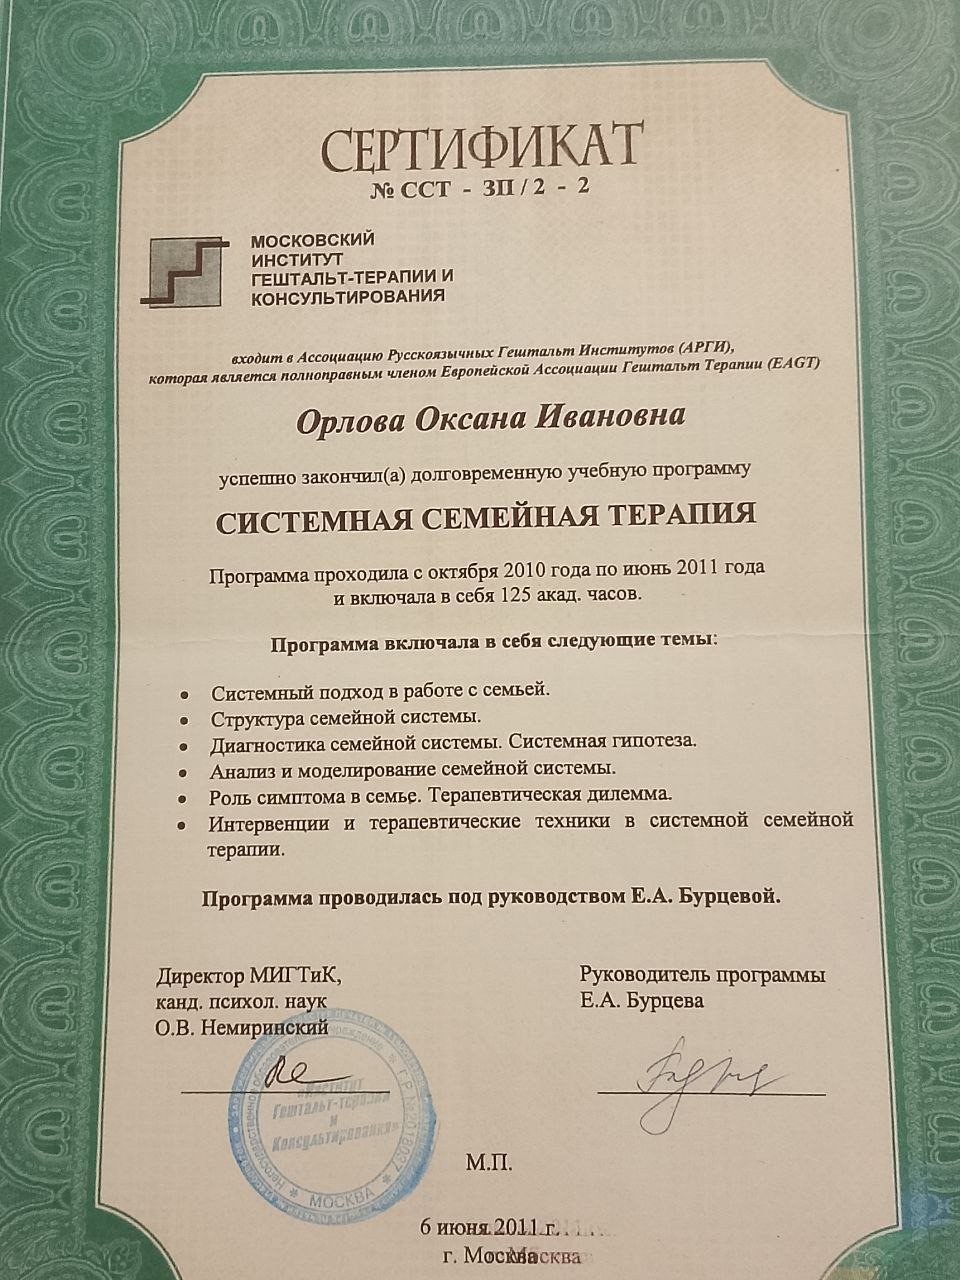 СЕРТИФИКАТ
№ ССТ - ЗП / 2 - 2
МОСКОВСКИЙ
ИНСТИТУТ
ГЕШТАЛЬТ-ТЕРАПИИ И
КОНСУЛЬТИРОВАНИЯ
входит в Ассоциацию Русскоязычных Гештальт Институтов (АРГИ),
которая является полноправным членом Европейской Ассоциации Гештальт Терапии (EAGT)
Орлова Оксана Ивановна
успешно закончил(а) долговременную учебную программу
СИСТЕМНАЯ СЕМЕЙНАЯ ТЕРАПИЯ
Программа проходила с октября 2010 года по июнь 2011 года
и включала в себя 125 акад. часов.
Программа включала в себя следующие темы:
• Системный подход в работе с семьей.
• Структура семейной системы.
• Диагностика семейной системы. Системная гипотеза.
• Анализ и моделирование семейной системы.
• Роль симптома в семье. Терапевтическая дилемма.
• Интервенции и терапевтические техники в системной семейной
терапии.
Программа проводилась под руководством Е.А. Бурцевой.
Директор МИГТиК,
канд. психол. наук
О.В. Немиринский
Руководитель программы
Е.А. Бурцева
«Институт
Гештальт-терапии
и
Консультирования»
* МОСКВА *
М.П.
6 июня 2011 г.
г. Москва